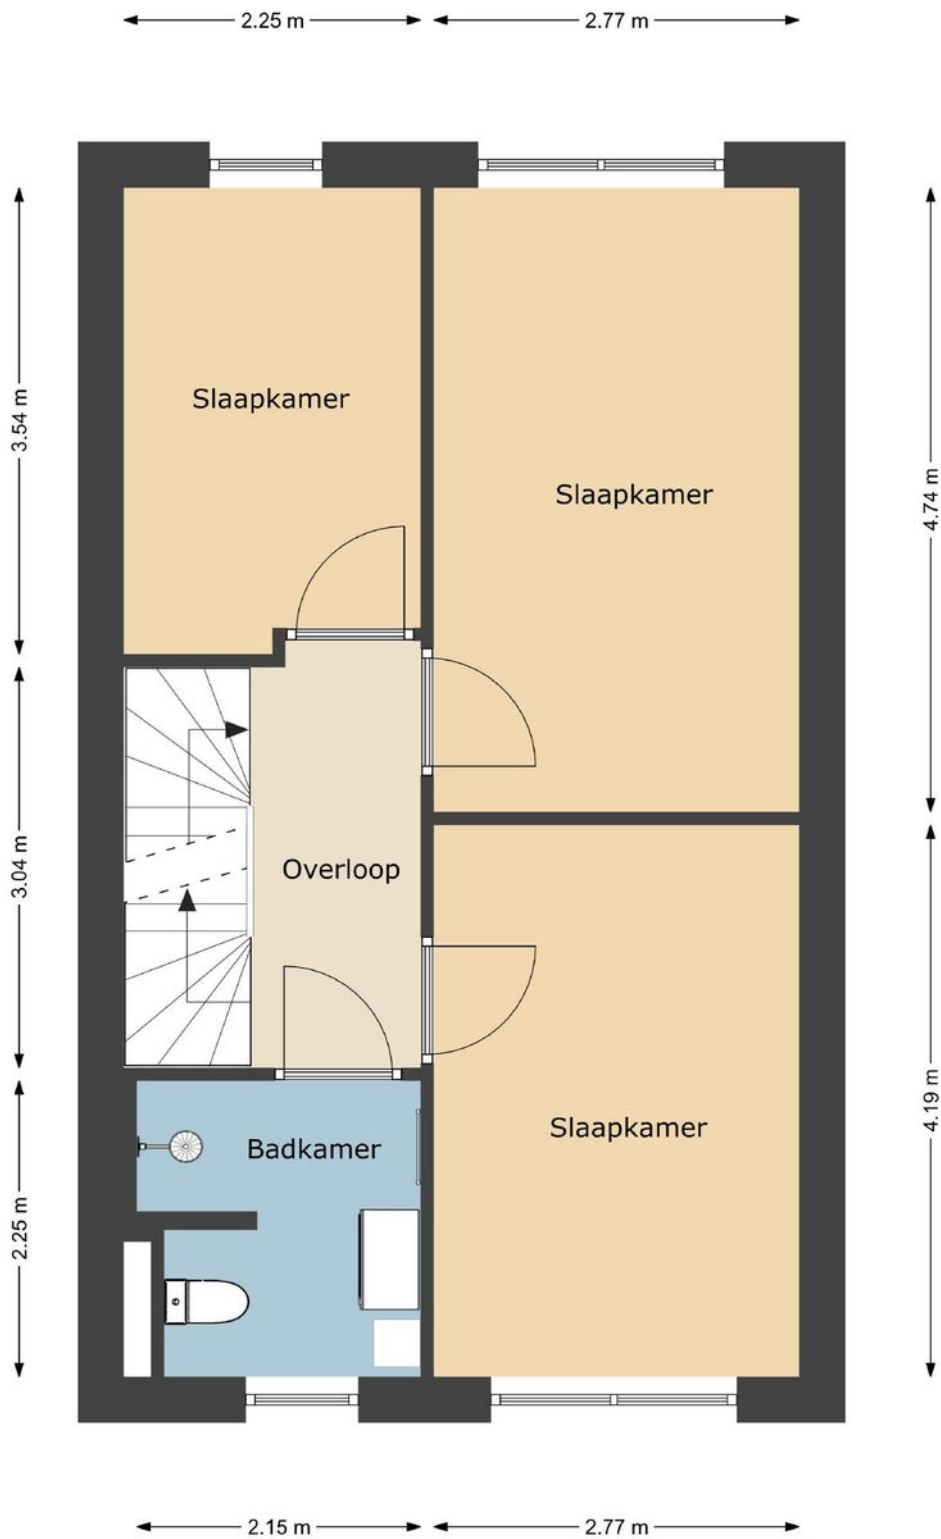 2.25 m
2.77 m
Slaapkamer
3.54 m
Slaapkamer
4.74 m
Overloop
3.04 m
Slaapkamer
4.19 m
Badkamer
2.25 m
2.15 m
2.77 m